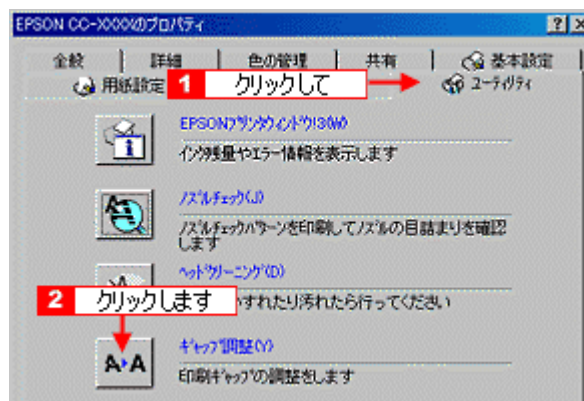 EPSON CC-XXXXのプロパティ
全般 詳細 色の管理 共有 基本設定
用紙設定 1 クリックして ユーティリティ
EPSONプリンタウィンドウ!3(W)
インク残量やエラー情報を表示します
ノズルチェック(J)
ノズルチェックパターンを印刷してノズルの目詰まりを確認
します
ヘッドクリーニング(D)
2 クリックします かすれたり汚れたら行ってください
ギャップ調整(Y)
A A
印刷ギャップの調整をします